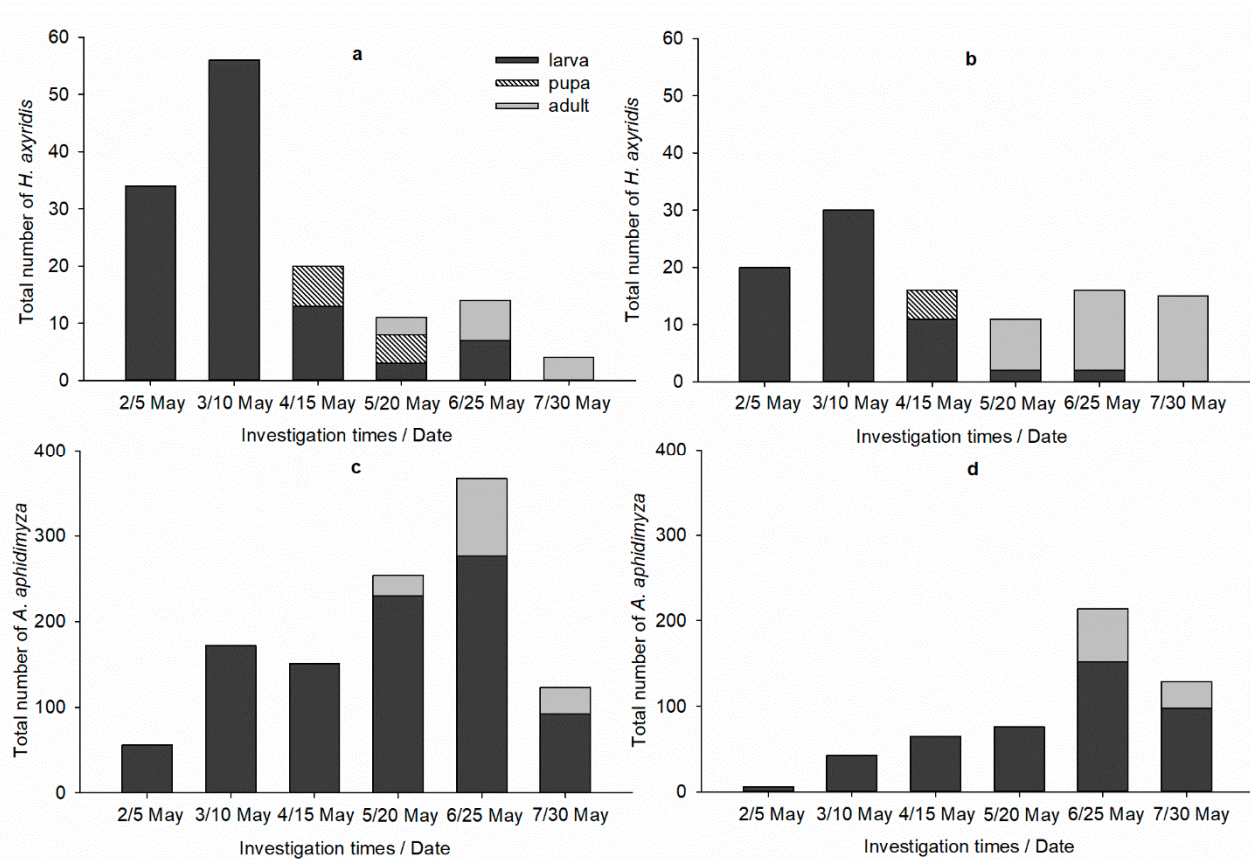 a
larva
pupa
adult
60
50
40
30
20
10
0
Total number of H. axyridis
2/5 May 3/10 May 4/15 May 5/20 May 6/25 May 7/30 May
Investigation times / Date
b
60
50
40
30
20
10
0
Total number of H. axyridis
2/5 May 3/10 May 4/15 May 5/20 May 6/25 May 7/30 May
Investigation times / Date
c
400
300
200
100
0
Total number of A. aphidimyza
2/5 May 3/10 May 4/15 May 5/20 May 6/25 May 7/30 May
Investigation times / Date
d
400
300
200
100
0
Total number of A. aphidimyza
2/5 May 3/10 May 4/15 May 5/20 May 6/25 May 7/30 May
Investigation times / Date